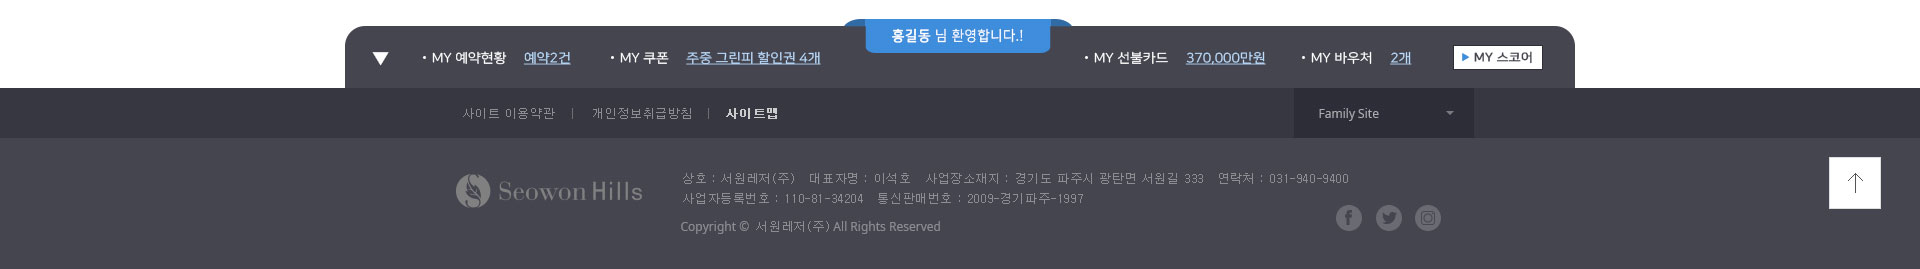 홍길동 님 환영합니다.!
▼ • MY 예약현황 예약2건 • MY 쿠폰 주중 그린피 할인권 4개 • MY 선불카드 370,000만원 • MY 바우처 2개 ▶ MY 스코어
사이트 이용약관 | 개인정보취급방침 | 사이트맵 Family Site
Seowon Hills
상호 : 서원레저(주) 대표자명 : 이석호 사업장소재지 : 경기도 파주시 광탄면 서원길 333 연락처 : 031-940-9400
사업자등록번호 : 110-81-34204 통신판매번호 : 2009-경기파주-1997
Copyright © 서원레저(주) All Rights Reserved